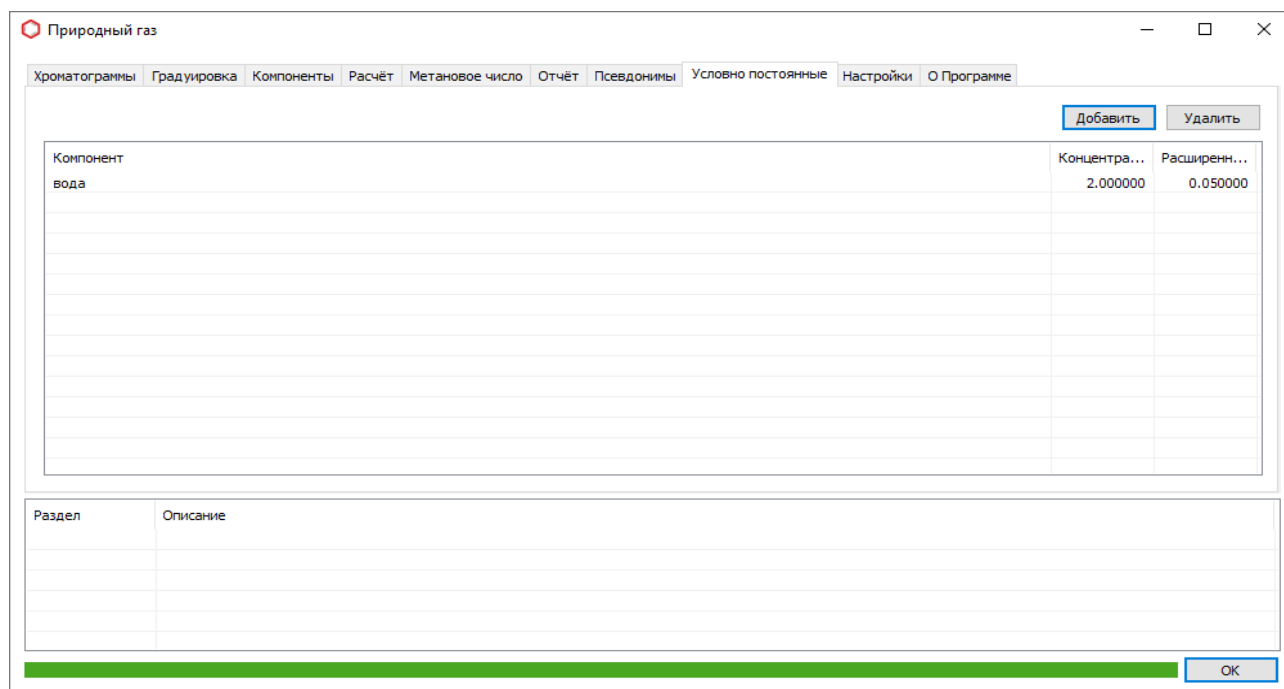 Природный газ
Хроматограммы Градуировка Компоненты Расчёт Метановое число Отчёт Псевдонимы Условно постоянные Настройки О Программе
Добавить Удалить
Компонент Концентра... Расширенн...
вода 2.000000 0.050000
Раздел Описание
OK